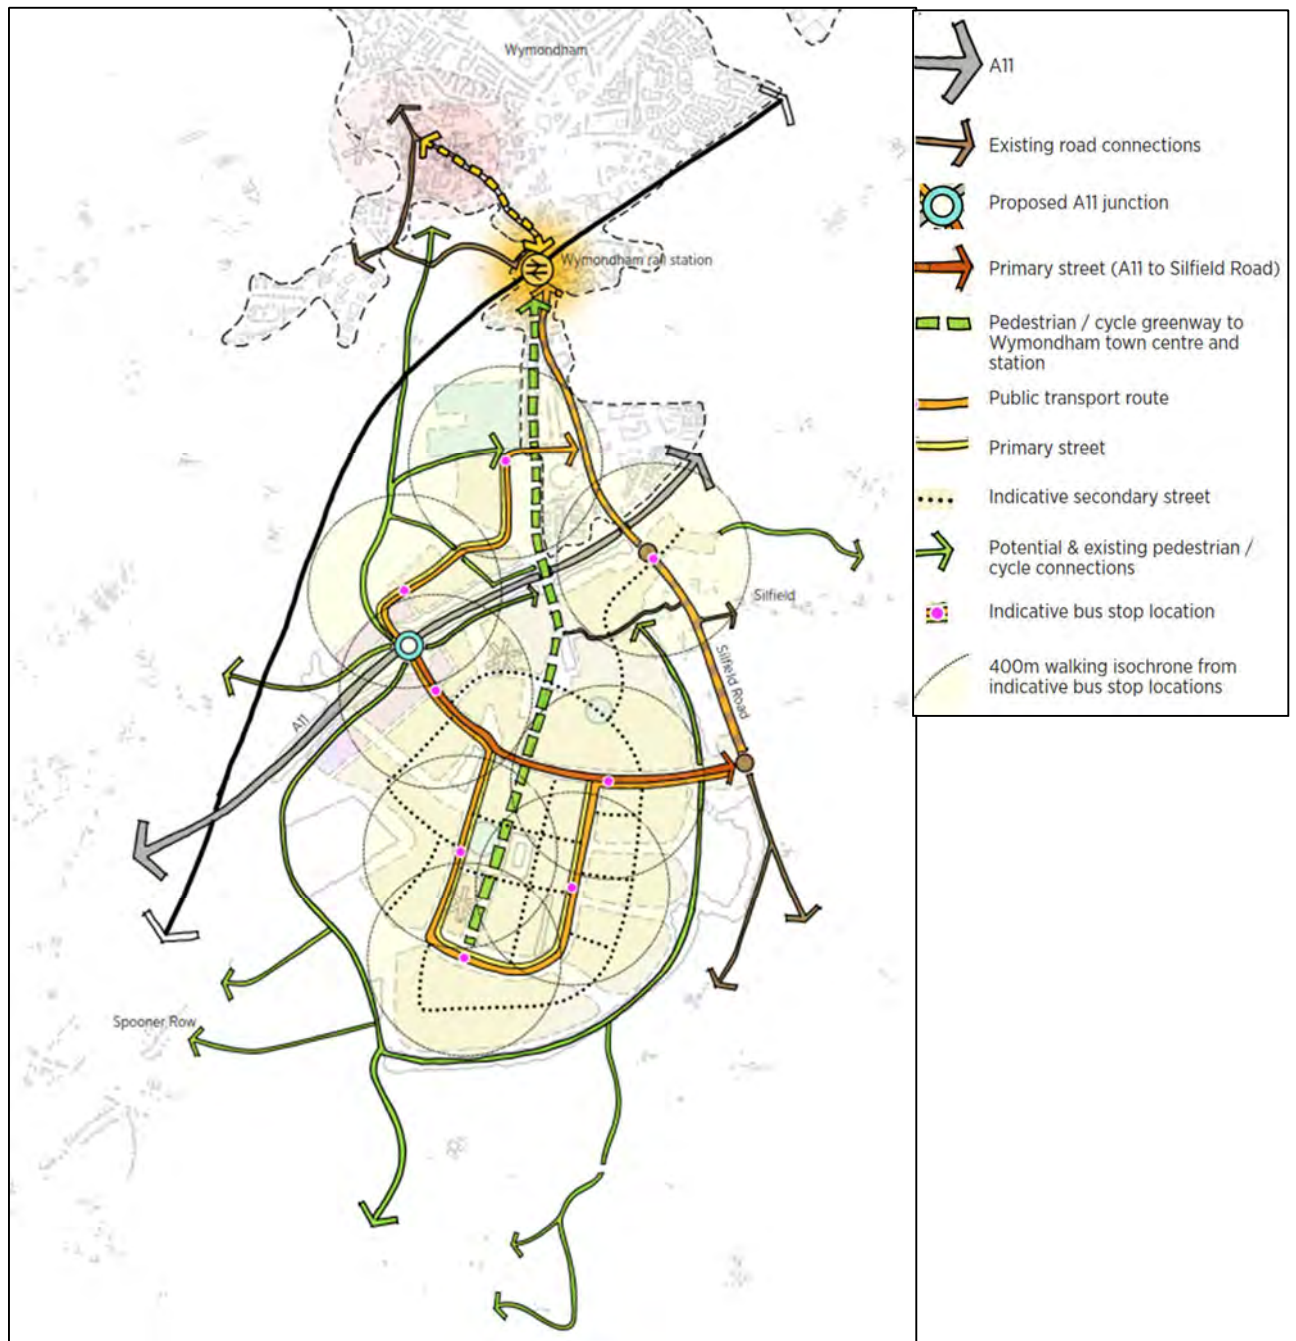 Wymondham
Wymondham rail station
Silfield
Silfield Road
A11
Spooner Row
A11
Existing road connections
Proposed A11 junction
Primary street (A11 to Silfield Road)
Pedestrian / cycle greenway to
Wymondham town centre and
station
Public transport route
Primary street
Indicative secondary street
Potential & existing pedestrian /
cycle connections
Indicative bus stop location
400m walking isochrone from
indicative bus stop locations